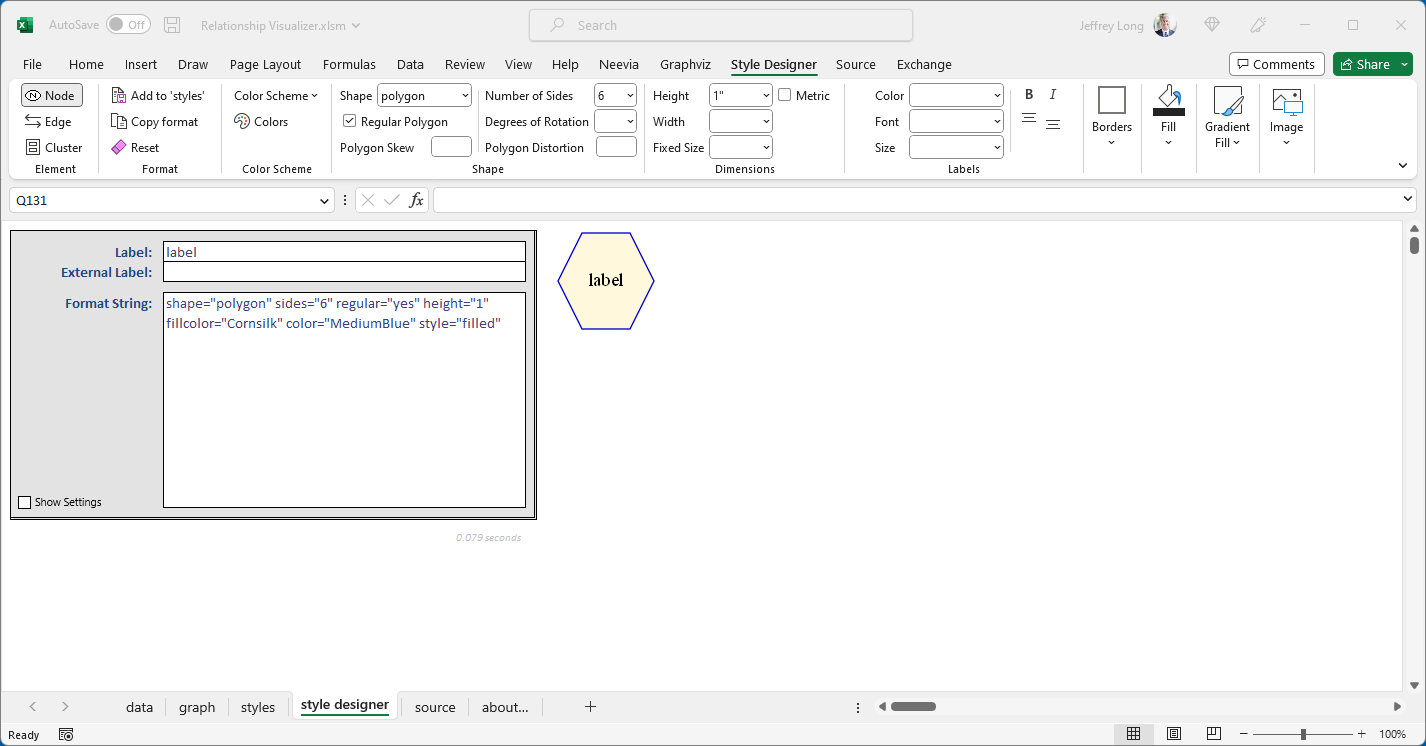 AutoSave Off Relationship Visualizer.xlsm Search Jeffrey Long
File Home Insert Draw Page Layout Formulas Data Review View Help Neevia Graphviz Style Designer Source Exchange Comments Share
Node Add to 'styles' Color Scheme Shape polygon Number of Sides 6 Height 1" Metric Color B I
Edge Copy format Colors Regular Polygon Degrees of Rotation Width Font Borders Fill Gradient Fill Image
Cluster Reset Polygon Skew Polygon Distortion Fixed Size Size
Element Format Color Scheme Shape Dimensions Labels
Q131 fx
Label: label
External Label:
Format String: shape="polygon" sides="6" regular="yes" height="1"
fillcolor="Cornsilk" color="MediumBlue" style="filled"
label
Show Settings
0.079 seconds
data graph styles style designer source about...
Ready 100%